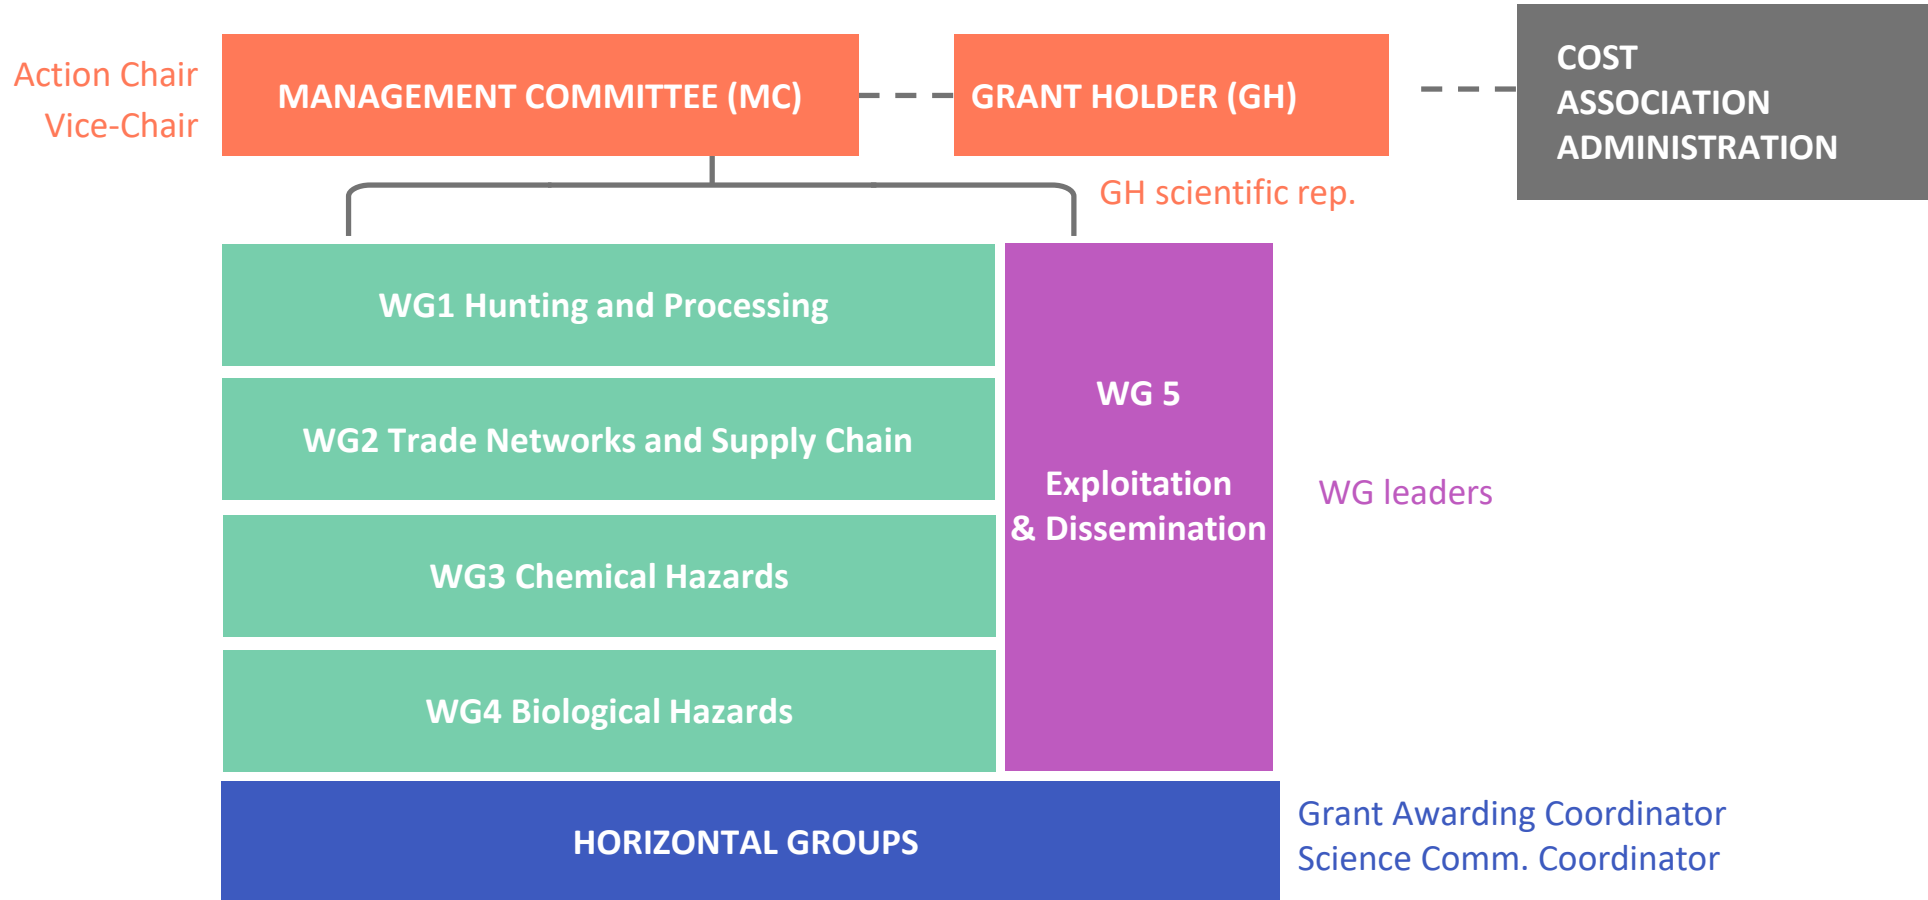 Action Chair
Vice-Chair
MANAGEMENT COMMITTEE (MC)
GRANT HOLDER (GH)
COST
ASSOCIATION
ADMINISTRATION
GH scientific rep.
WG1 Hunting and Processing
WG2 Trade Networks and Supply Chain
WG3 Chemical Hazards
WG4 Biological Hazards
WG 5
Exploitation
& Dissemination
WG leaders
HORIZONTAL GROUPS
Grant Awarding Coordinator
Science Comm. Coordinator